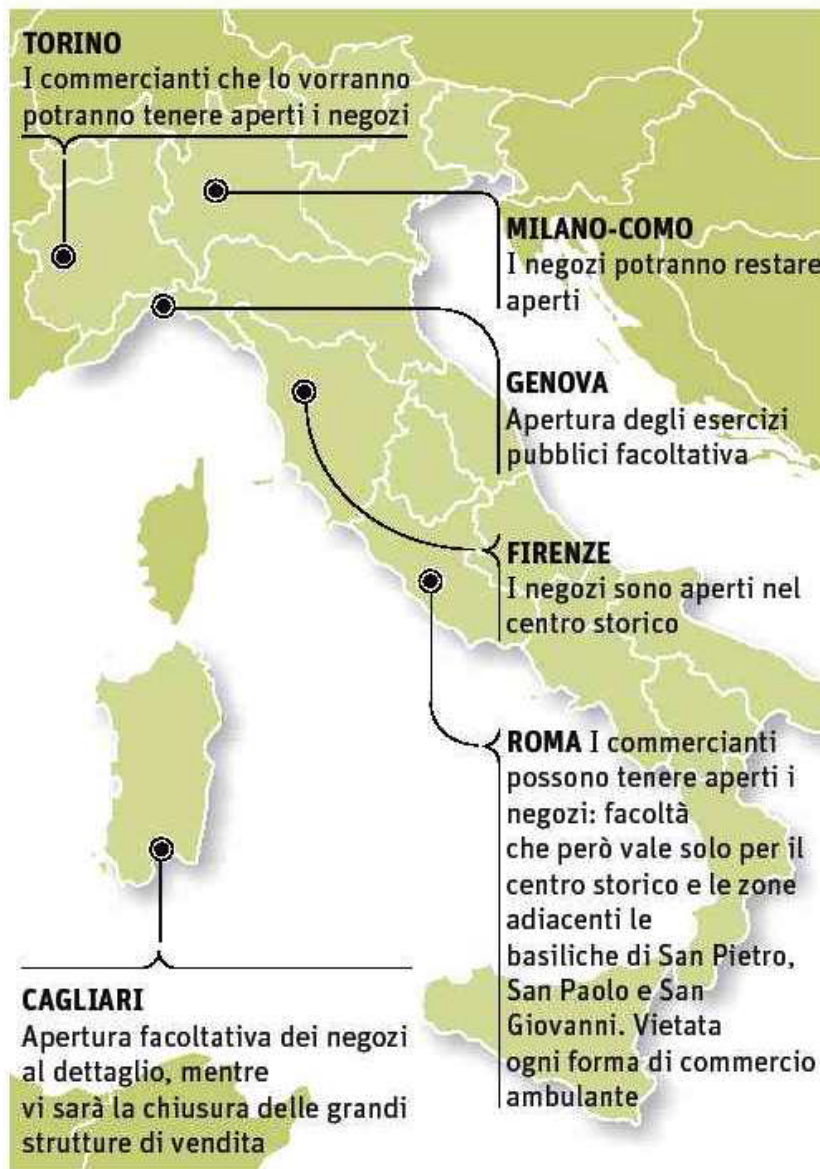 TORINO
I commercianti che lo vorranno
potranno tenere aperti i negozi
MILANO-COMO
I negozi potranno restare
aperti
GENOVA
Apertura degli esercizi
pubblici facoltativa
FIRENZE
I negozi sono aperti nel
centro storico
ROMA I commercianti
possono tenere aperti i
negozi: facoltà
che però vale solo per il
centro storico e le zone
adiacenti le
basiliche di San Pietro,
San Paolo e San
Giovanni. Vietata
ogni forma di commercio
ambulante
CAGLIARI
Apertura facoltativa dei negozi
al dettaglio, mentre
vi sarà la chiusura delle grandi
strutture di vendita